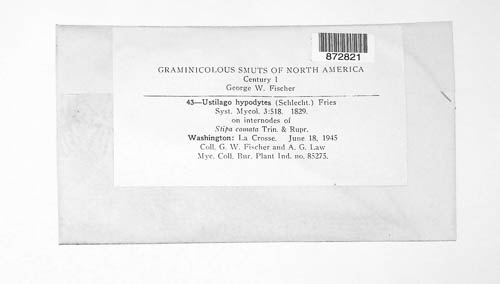 872821
GRAMINICOLOUS SMUTS OF NORTH AMERICA
Century I
George W. Fischer
43—Ustilago hypodytes (Schlecht.) Fries
Syst. Mycol. 3:518. 1829.
on internodes of
Stipa comata Trin. & Rupr.
Washington: La Crosse. June 18, 1945
Coll. G. W. Fischer and A. G. Law
Myc. Coll. Bur. Plant Ind. no. 85275.